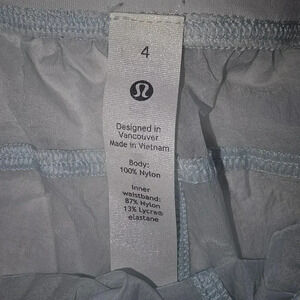 4
Designed in
Vancouver
Made in Vietnam
Body:
100% Nylon
Inner
waistband:
87% Nylon
13% Lycra®
elastane